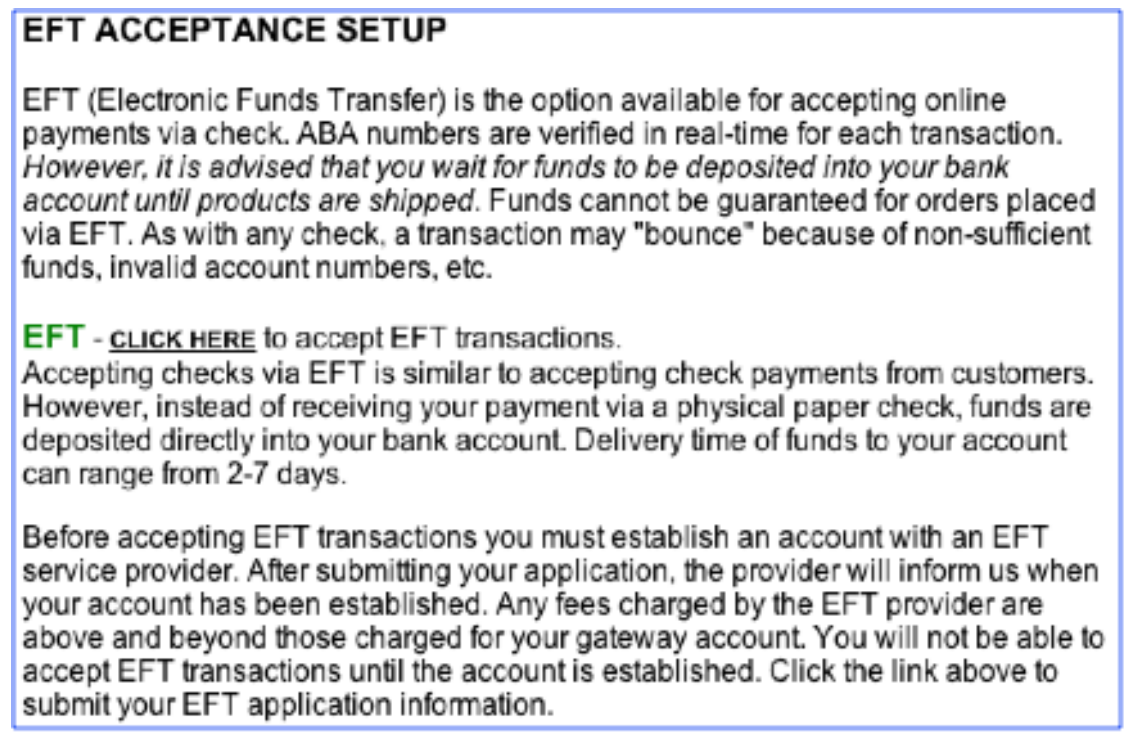 EFT ACCEPTANCE SETUP
EFT (Electronic Funds Transfer) is the option available for accepting online
payments via check. ABA numbers are verified in real-time for each transaction.
However, it is advised that you wait for funds to be deposited into your bank
account until products are shipped. Funds cannot be guaranteed for orders placed
via EFT. As with any check, a transaction may "bounce" because of non-sufficient
funds, invalid account numbers, etc.
EFT - CLICK HERE to accept EFT transactions.
Accepting checks via EFT is similar to accepting check payments from customers.
However, instead of receiving your payment via a physical paper check, funds are
deposited directly into your bank account. Delivery time of funds to your account
can range from 2-7 days.
Before accepting EFT transactions you must establish an account with an EFT
service provider. After submitting your application, the provider will inform us when
your account has been established. Any fees charged by the EFT provider are
above and beyond those charged for your gateway account. You will not be able to
accept EFT transactions until the account is established. Click the link above to
submit your EFT application information.